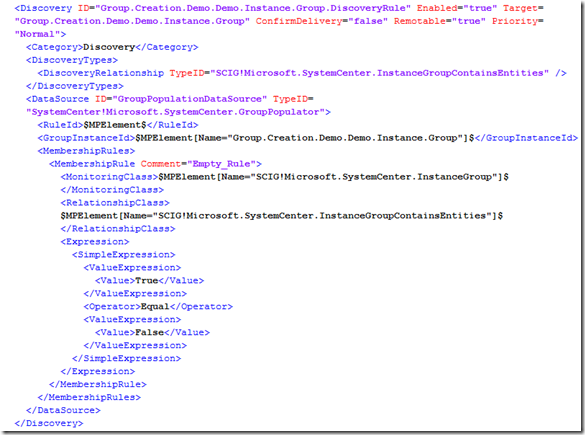 <Discovery ID="Group.Creation.Demo.Demo.Instance.Group.DiscoveryRule" Enabled="true" Target=
"Group.Creation.Demo.Demo.Instance.Group" ConfirmDelivery="false" Remotable="true" Priority=
"Normal">
<Category>Discovery</Category>
<DiscoveryTypes>
<DiscoveryRelationship TypeID="SCIG!Microsoft.SystemCenter.InstanceGroupContainsEntities" />
</DiscoveryTypes>
<DataSource ID="GroupPopulationDataSource" TypeID=
"SystemCenter!Microsoft.SystemCenter.GroupPopulator">
<RuleId>$MPElement$</RuleId>
<GroupInstanceId>$MPElement[Name="Group.Creation.Demo.Demo.Instance.Group"]$</GroupInstanceId>
<MembershipRules>
<MembershipRule Comment="Empty_Rule">
<MonitoringClass>$MPElement[Name="SCIG!Microsoft.SystemCenter.InstanceGroup"]$
</MonitoringClass>
<RelationshipClass>
$MPElement[Name="SCIG!Microsoft.SystemCenter.InstanceGroupContainsEntities"]$
</RelationshipClass>
<Expression>
<SimpleExpression>
<ValueExpression>
<Value>True</Value>
</ValueExpression>
<Operator>Equal</Operator>
<ValueExpression>
<Value>False</Value>
</ValueExpression>
</SimpleExpression>
</Expression>
</MembershipRule>
</MembershipRules>
</DataSource>
</Discovery>